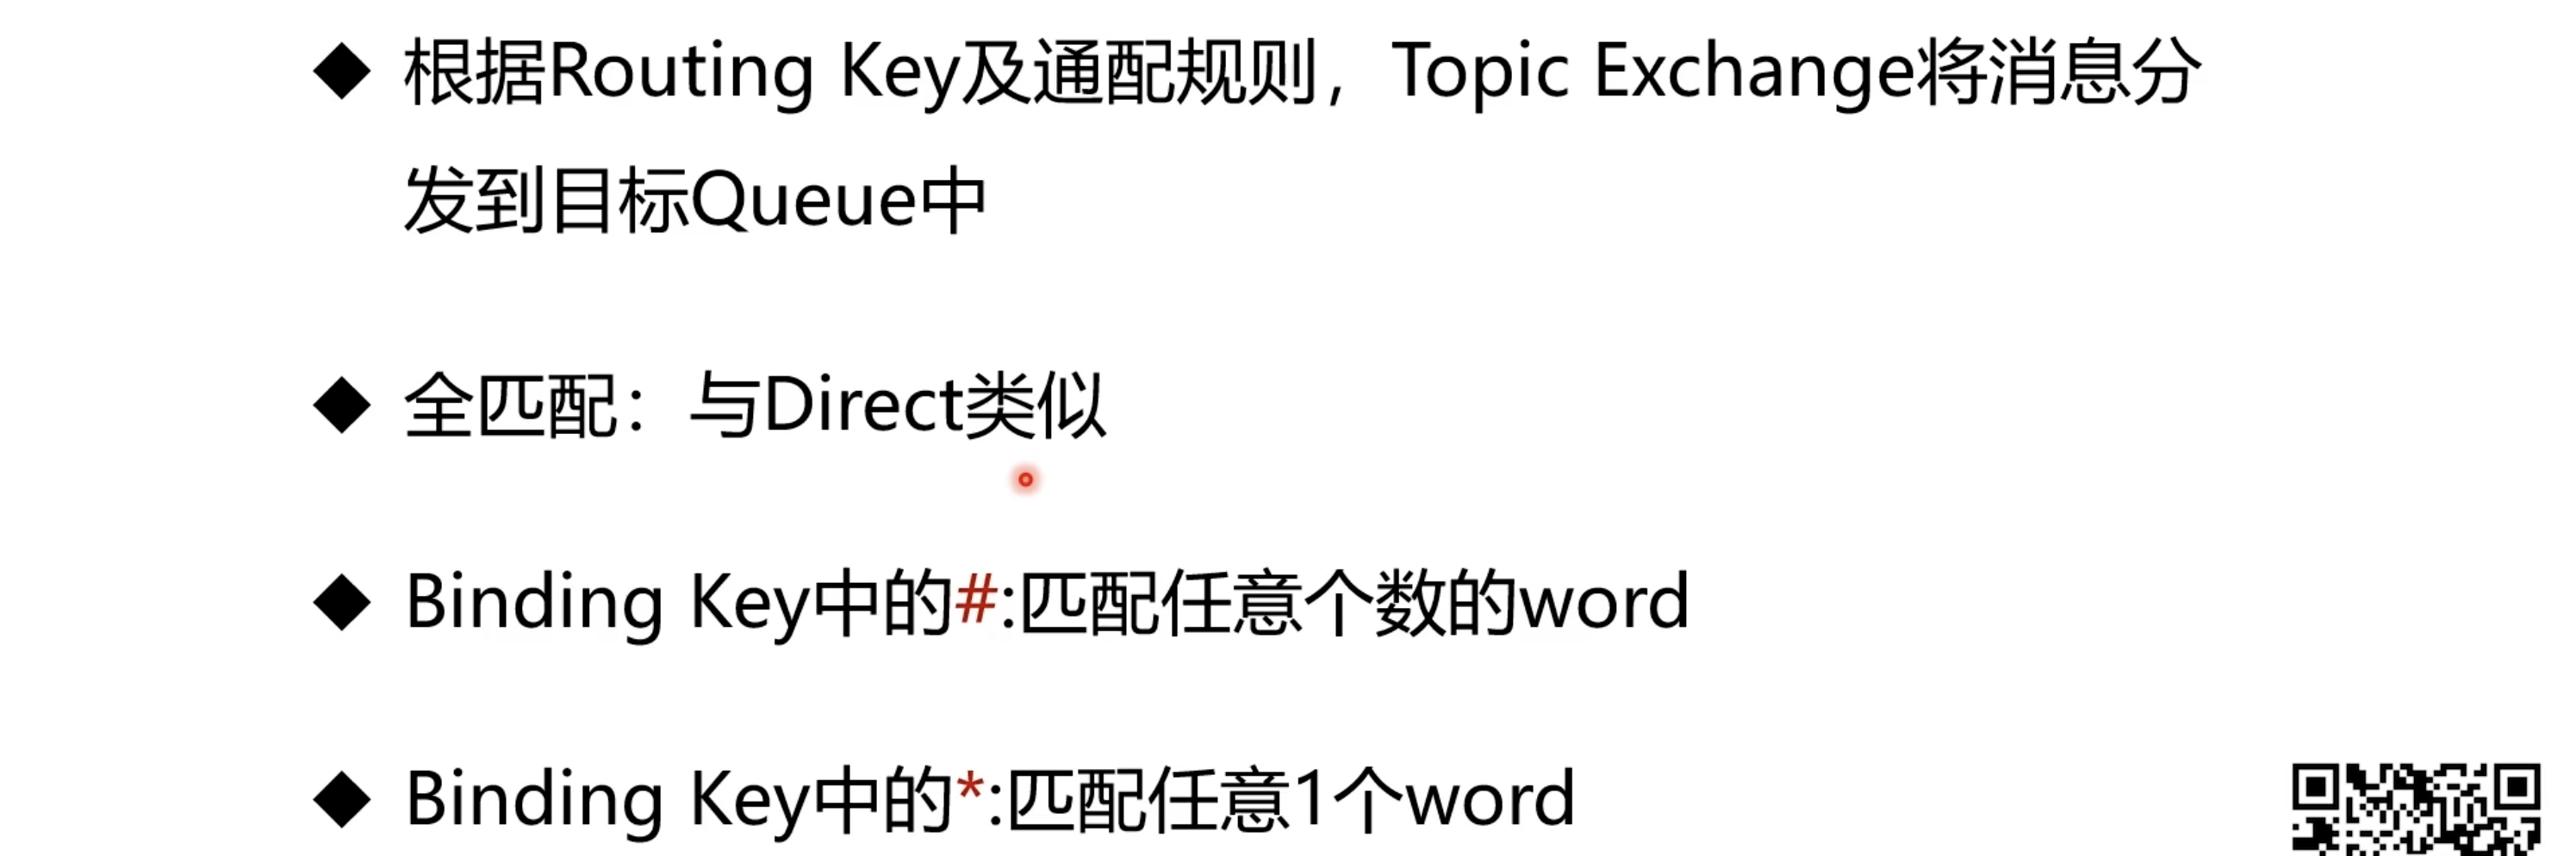 ◆ 根据Routing Key及通配规则，Topic Exchange将消息分
发到目标Queue中
◆ 全匹配：与Direct类似
◆ Binding Key中的#:匹配任意个数的word
◆ Binding Key中的*:匹配任意1个word